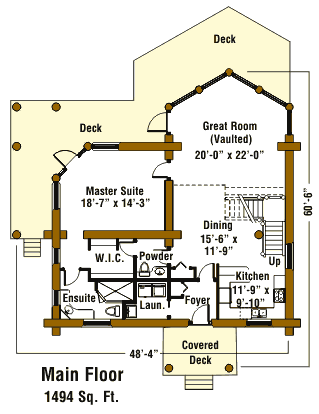 Deck
Deck
Great Room
(Vaulted)
20'-0" x 22'-0"
Master Suite
18'-7" x 14'-3"
60'-6"
Dining
15'-6" x
11'-9"
W.I.C.
Powder
Up
Kitchen
11'-9" x
9'-10"
Ensuite
Laun.
Foyer
48'-4"
Covered
Deck
Main Floor
1494 Sq. Ft.